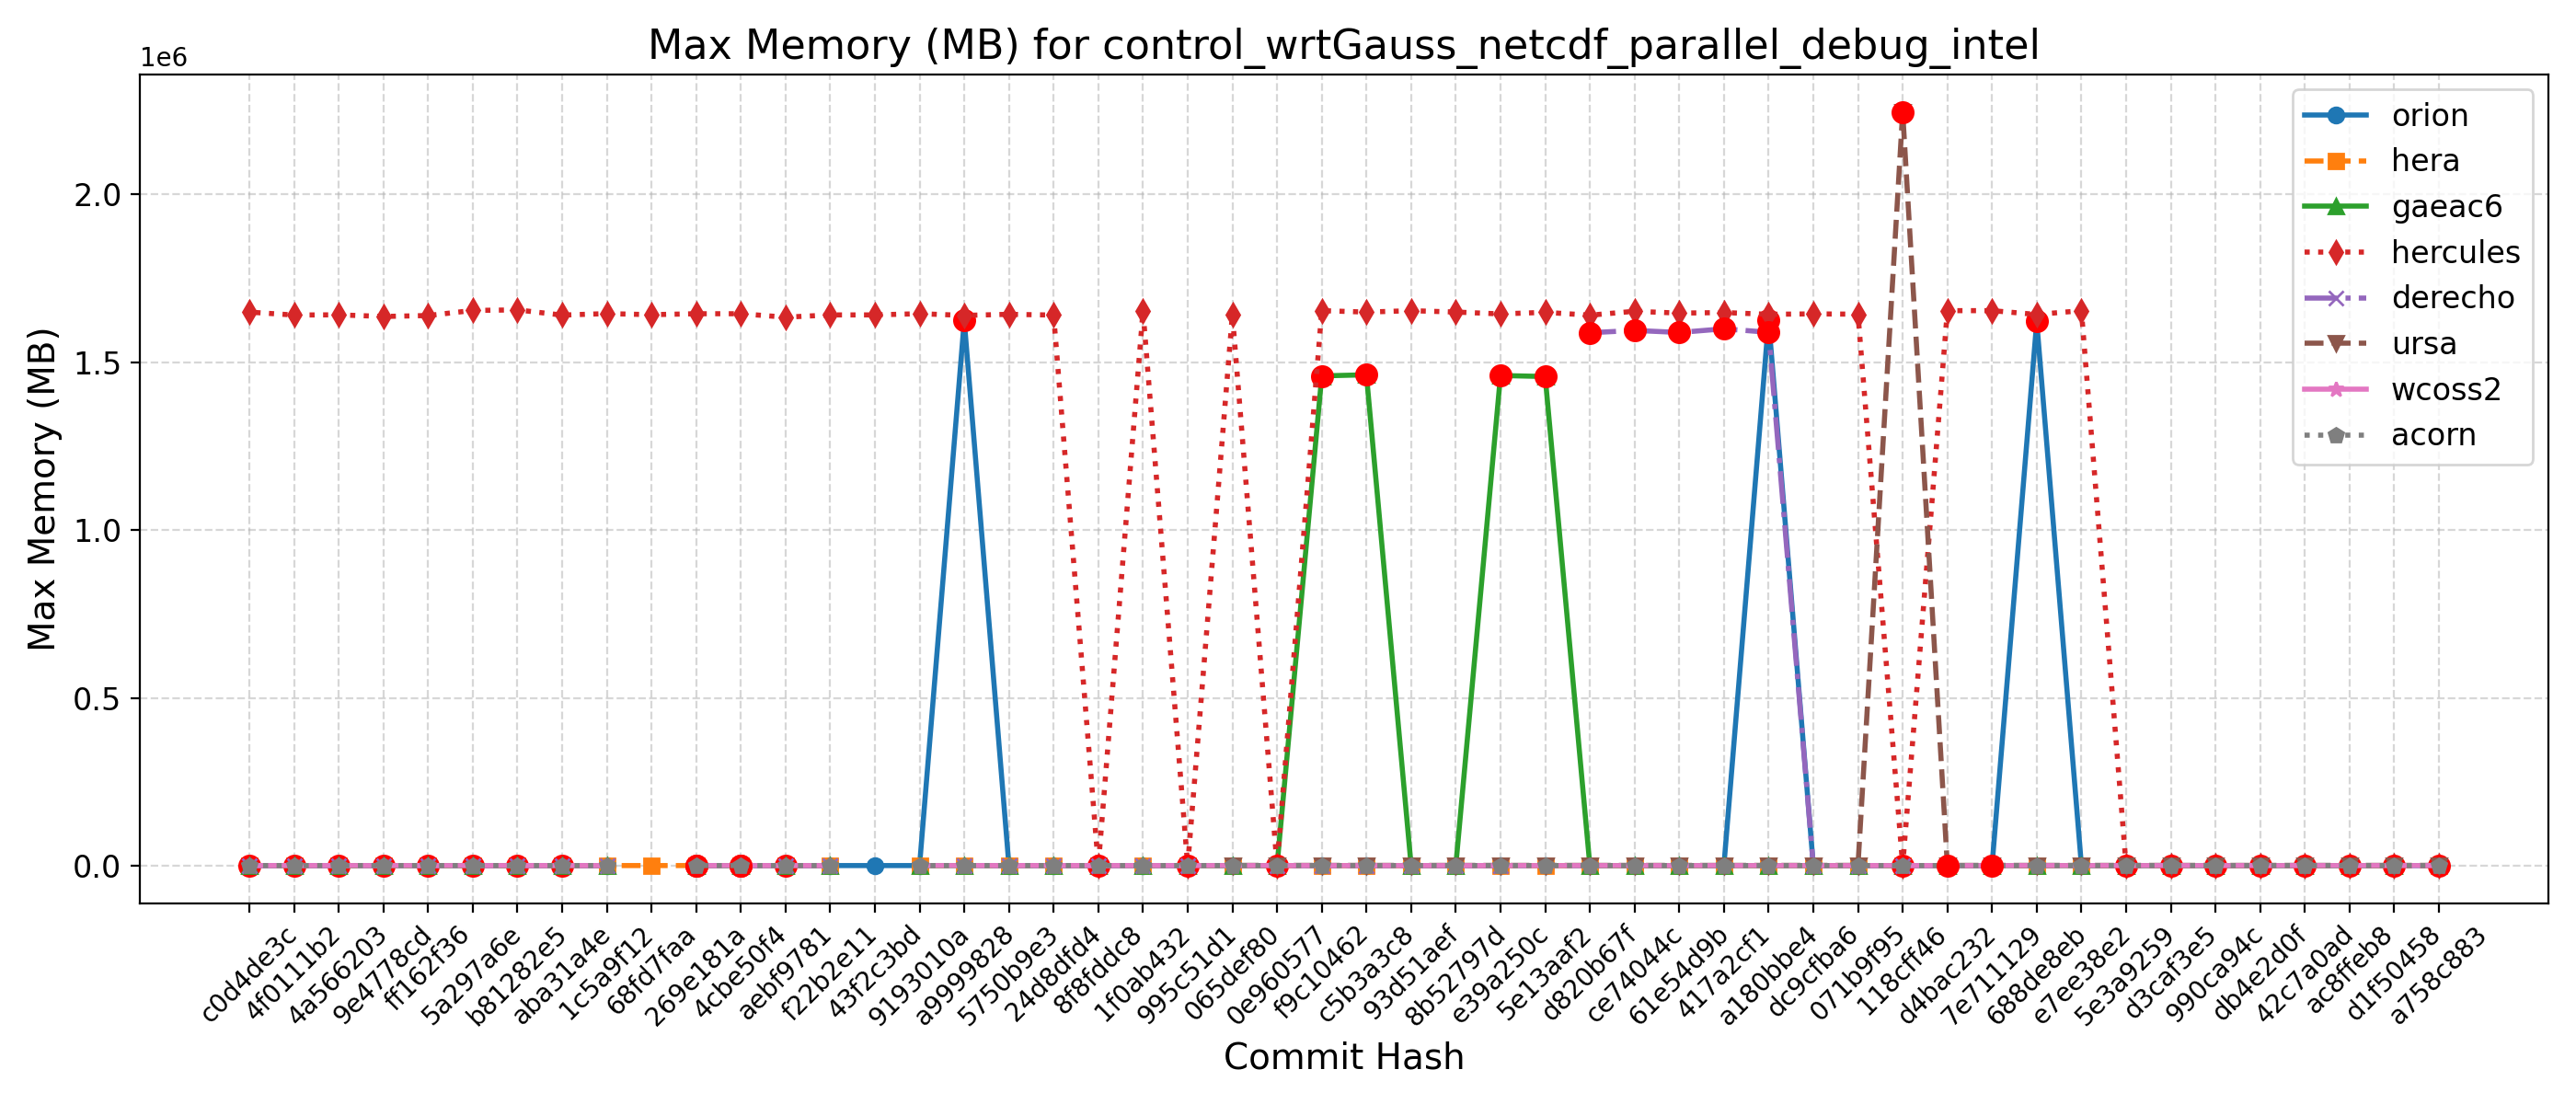 Max Memory (MB) for control_wrtGauss_netcdf_parallel_debug_intel
1e6
2.0
1.5
1.0
0.5
0.0
Max Memory (MB)
orion
hera
gaeac6
hercules
derecho
ursa
wcoss2
acorn
c0d4de3c
4f0111b2
4a566203
9e4778cd
ff162f36
5a297a6e
b81282e5
aba31a4e
1c5a9f12
68fd7faa
269e181a
4cbe50f4
aebf9781
f22b2e11
43f2c3bd
9193010a
a9999828
5750b9e3
24d8dfd4
8f8fddc8
1f0ab432
995c51d1
065def80
0e960577
f9c10462
c5b3a3c8
93d51aef
8b52797d
e39a250c
5e13aaf2
d820b67f
ce74044c
61e54d9b
417a2cf1
a180bbe4
dc9cfba6
071b9f95
118cff46
d4bac232
7e711129
688de8eb
e7ee38e2
5e3a9259
d3caf3e5
990ca94c
db4e2d0f
42c7a0ad
ac8ffeb8
d1f50458
a758c883
Commit Hash